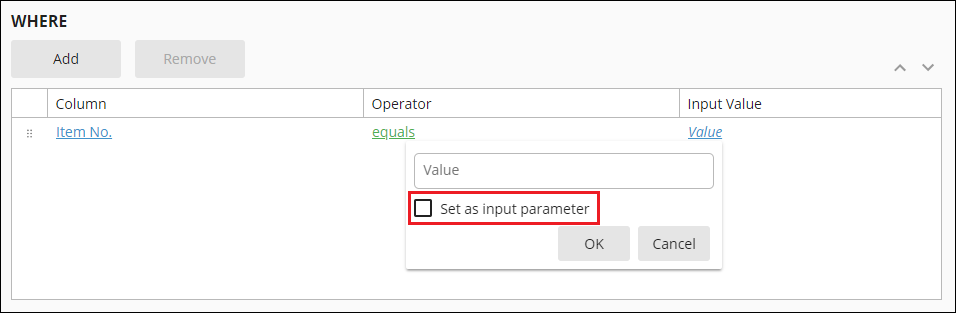 WHERE
Add Remove
Column Operator Input Value
Item No. equals Value
Value
Set as input parameter
OK Cancel